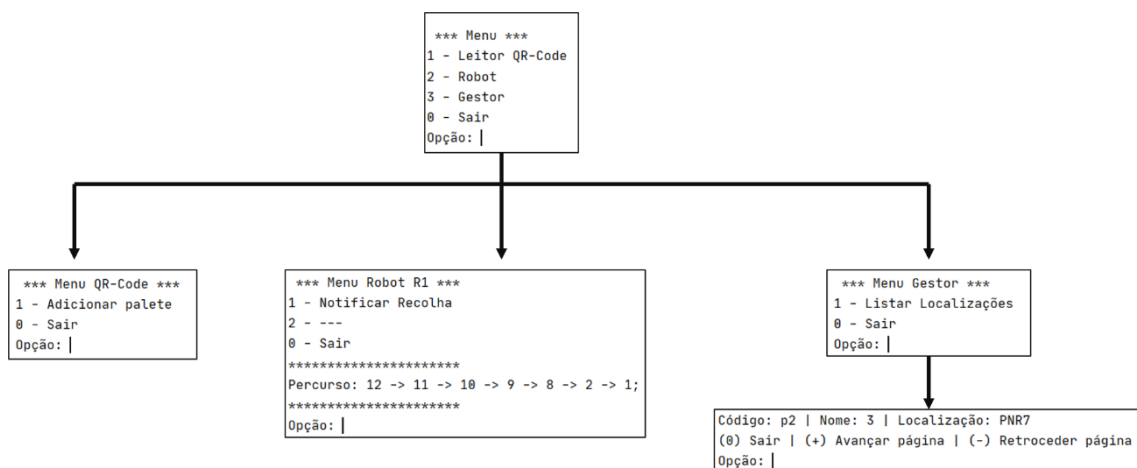 *** Menu ***
1 - Leitor QR-Code
2 - Robot
3 - Gestor
0 - Sair
Opção:
*** Menu QR-Code ***
1 - Adicionar palete
0 - Sair
Opção:
*** Menu Robot R1 ***
1 - Notificar Recolha
2 - ---
0 - Sair
**********************
Percurso: 12 -> 11 -> 10 -> 9 -> 8 -> 2 -> 1;
**********************
Opção:
*** Menu Gestor ***
1 - Listar Localizações
0 - Sair
Opção:
Código: p2 | Nome: 3 | Localização: PNR7
(0) Sair | (+) Avançar página | (-) Retroceder página
Opção: